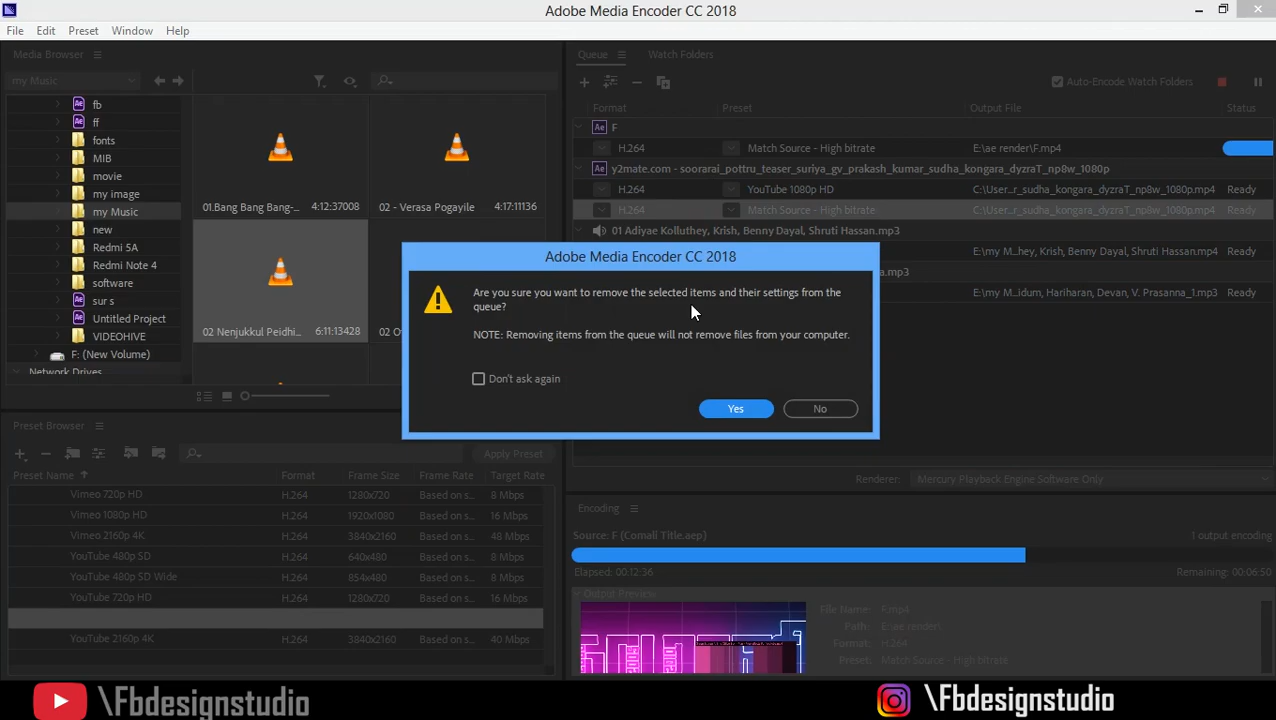 Adobe Media Encoder CC 2018
File Edit Preset Window Help
Media Browser
my Music
fb
ff
fonts
MIB
movie
my image
my Music
new
Redmi 5A
Redmi Note 4
software
sur s
Untitled Project
VIDEOHIVE
F: (New Volume)
Network Drives
01.Bang Bang Bang-... 4:12:37008
02 - Verasa Pogayile 4:17:11136
02 Nenjukkul Peidhi... 6:11:13428
Queue Watch Folders
Auto-Encode Watch Folders
Format Preset Output File Status
F
H.264 Match Source - High bitrate E:\ae render\F.mp4
y2mate.com - soorarai_pottru_teaser_suriya_gv_prakash_kumar_sudha_kongara_dyzraT_np8w_1080p
H.264 YouTube 1080p HD C:\User...r_sudha_kongara_dyzraT_np8w_1080p.mp4 Ready
H.264 Match Source - High bitrate C:\User...r_sudha_kongara_dyzraT_np8w_1080p.mp4 Ready
01 Adiyae Kolluthey, Krish, Benny Dayal, Shruti Hassan.mp3
E:\my M...hey, Krish, Benny Dayal, Shruti Hassan.mp4 Ready
na.mp3
E:\my M...idum, Hariharan, Devan, V. Prasanna_1.mp3 Ready
Adobe Media Encoder CC 2018
Are you sure you want to remove the selected items and their settings from the
queue?
NOTE: Removing items from the queue will not remove files from your computer.
Don't ask again
Yes No
Preset Browser
Apply Preset
Preset Name Format Frame Size Frame Rate Target Rate
Vimeo 720p HD H.264 1280x720 Based on s... 8 Mbps
Vimeo 1080p HD H.264 1920x1080 Based on s... 16 Mbps
Vimeo 2160p 4K H.264 3840x2160 Based on s... 48 Mbps
YouTube 480p SD H.264 640x480 Based on s... 8 Mbps
YouTube 480p SD Wide H.264 854x480 Based on s... 8 Mbps
YouTube 720p HD H.264 1280x720 Based on s... 16 Mbps
YouTube 2160p 4K H.264 3840x2160 Based on s... 40 Mbps
Renderer: Mercury Playback Engine Software Only
Encoding
Source: F (Comali Title.aep) 1 output encoding
Elapsed: 00:12:36 Remaining: 00:06:50
Output Preview
File Name: F.mp4
Path: E:\ae render\
Format: H.264
Preset: Match Source - High bitrate
\Fbdesignstudio
\Fbdesignstudio